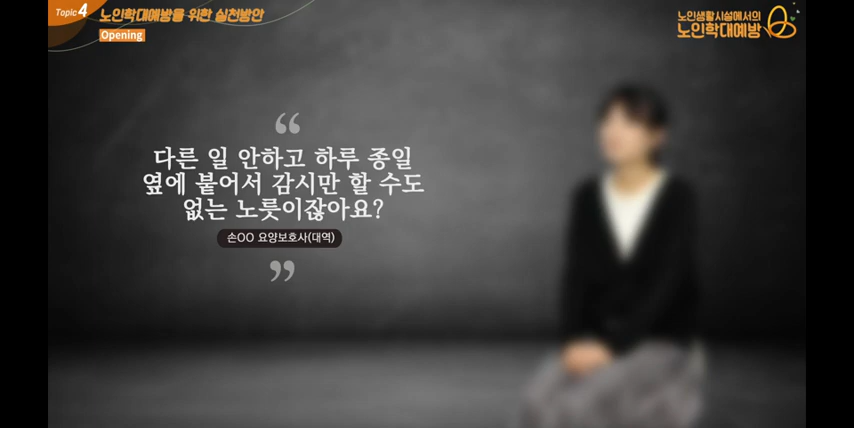 Topic 4 노인학대예방을 위한 실천방안
Opening
노인생활시설에서의
노인학대예방
“
다른 일 안하고 하루 종일
옆에 붙어서 감시만 할 수도
없는 노릇이잖아요?
손OO 요양보호사(대역)
”